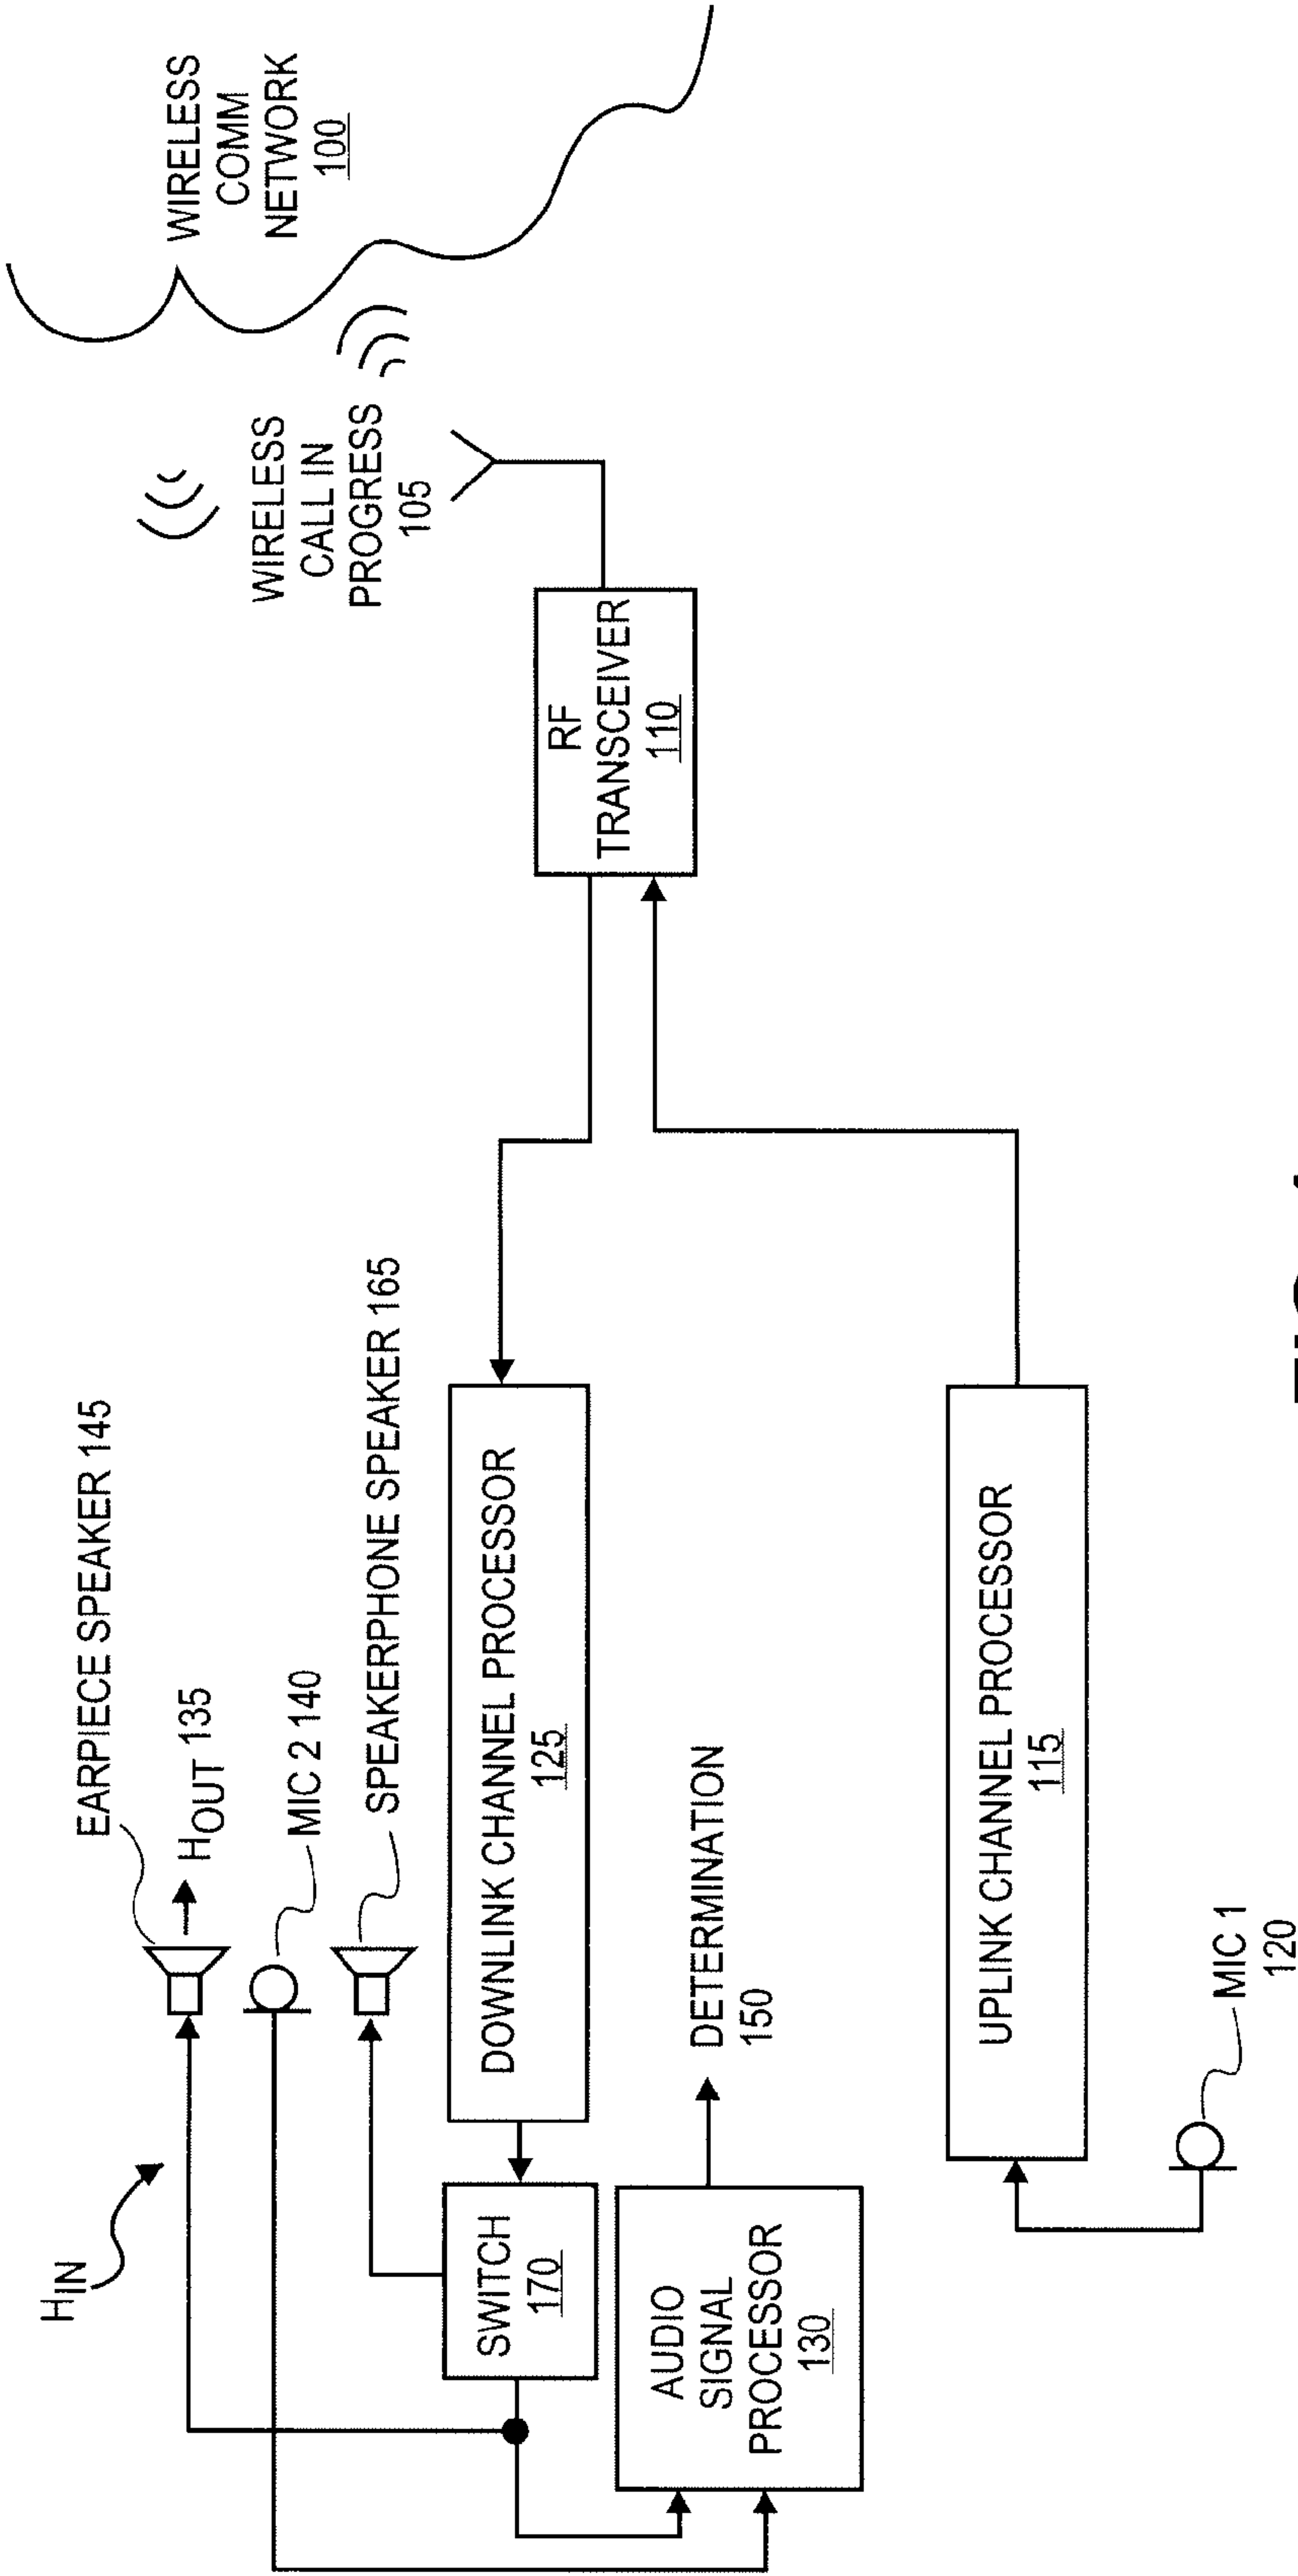 WIRELESS
COMM
NETWORK
100
WIRELESS
CALL IN
PROGRESS
105
RF
TRANSCEIVER
110
EARPIECE SPEAKER 145
HOUT 135
MIC 2 140
SPEAKERPHONE SPEAKER 165
HIN
DOWNLINK CHANNEL PROCESSOR
125
SWITCH
170
AUDIO
SIGNAL
PROCESSOR
130
DETERMINATION
150
UPLINK CHANNEL PROCESSOR
115
MIC 1
120